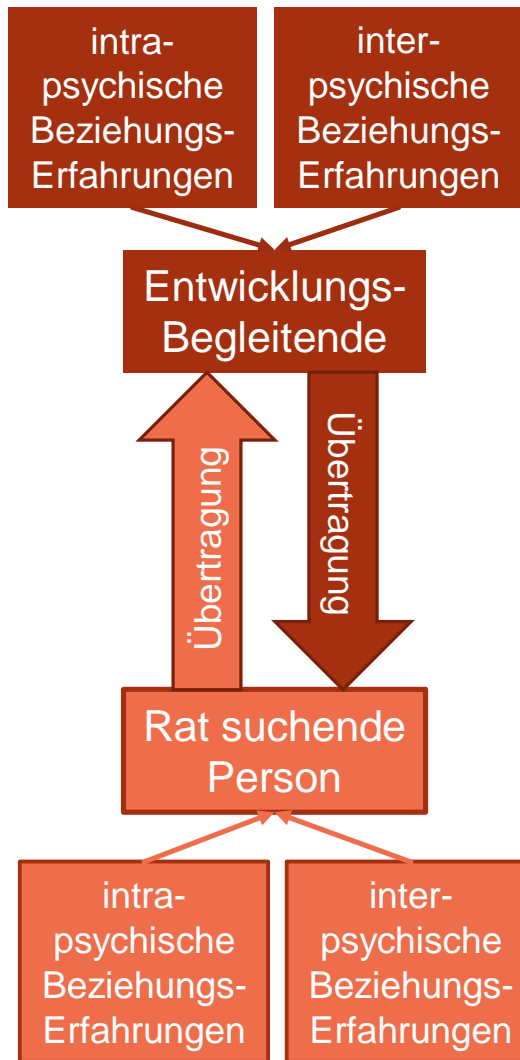 intra-
psychische
Beziehungs-
Erfahrungen
inter-
psychische
Beziehungs-
Erfahrungen
Entwicklungs-
Begleitende
Übertragung
Übertragung
Rat suchende
Person
intra-
psychische
Beziehungs-
Erfahrungen
inter-
psychische
Beziehungs-
Erfahrungen